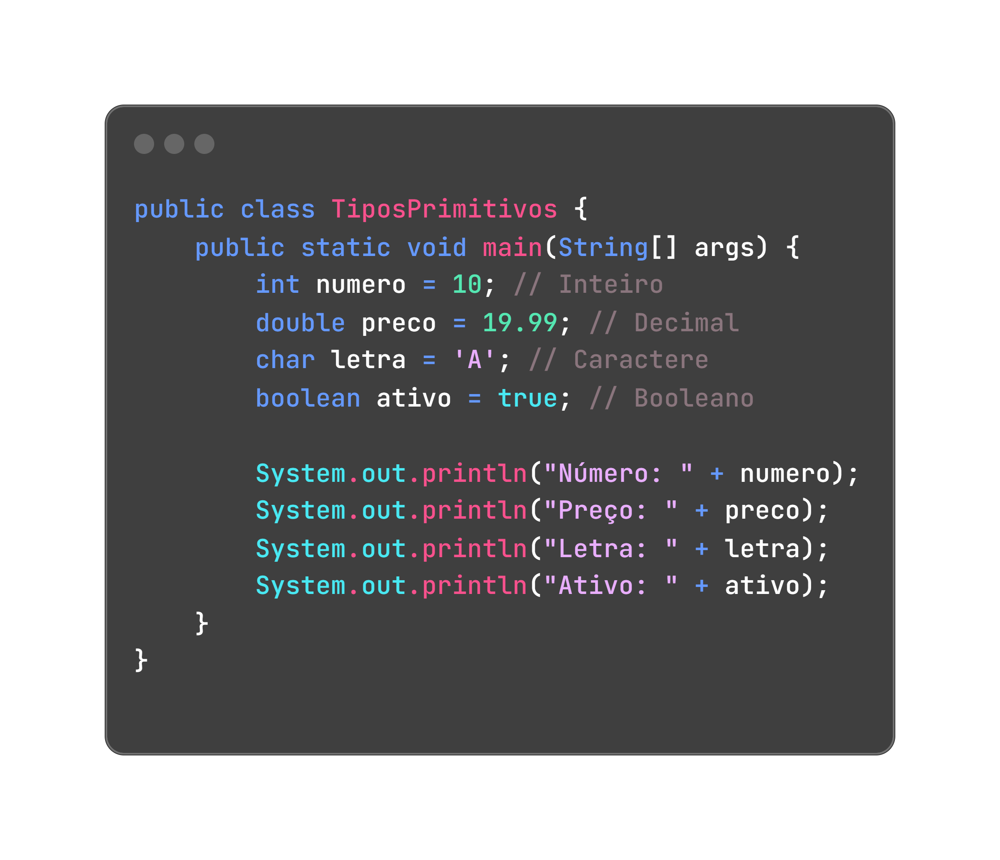 public class TiposPrimitivos {
    public static void main(String[] args) {
        int numero = 10; // Inteiro
        double preco = 19.99; // Decimal
        char letra = 'A'; // Caractere
        boolean ativo = true; // Booleano

        System.out.println("Número: " + numero);
        System.out.println("Preço: " + preco);
        System.out.println("Letra: " + letra);
        System.out.println("Ativo: " + ativo);
    }
}